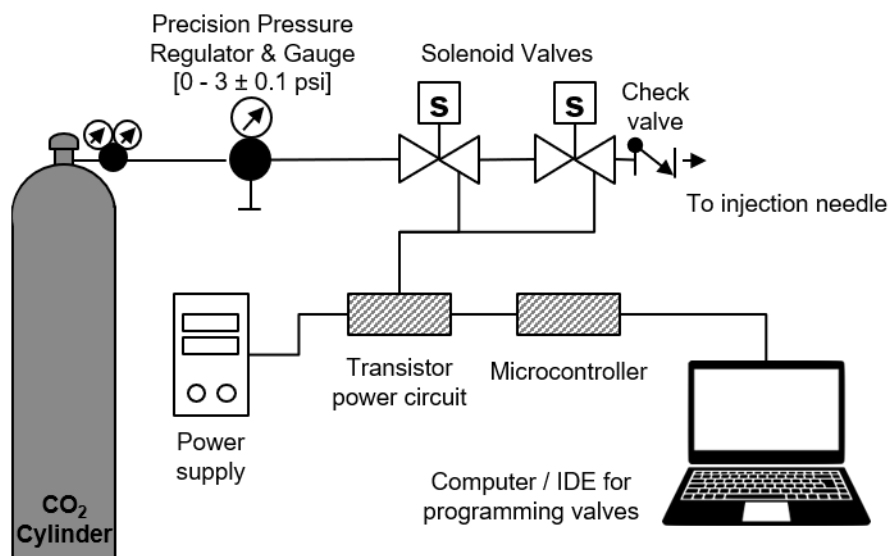 Precision Pressure
Regulator & Gauge
[0 - 3 ± 0.1 psi]
Solenoid Valves
S
S
Check
valve
To injection needle
Transistor
power circuit
Microcontroller
Power
supply
Computer / IDE for
programming valves
CO₂
Cylinder